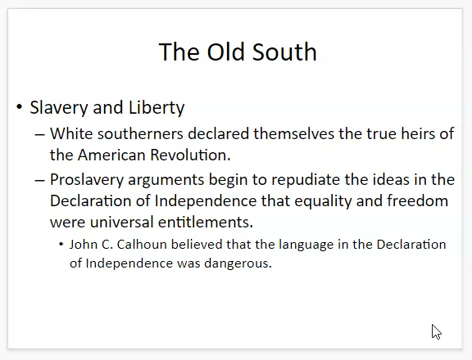 The Old South
• Slavery and Liberty
– White southerners declared themselves the true heirs of
the American Revolution.
– Proslavery arguments begin to repudiate the ideas in the
Declaration of Independence that equality and freedom
were universal entitlements.
• John C. Calhoun believed that the language in the Declaration
of Independence was dangerous.